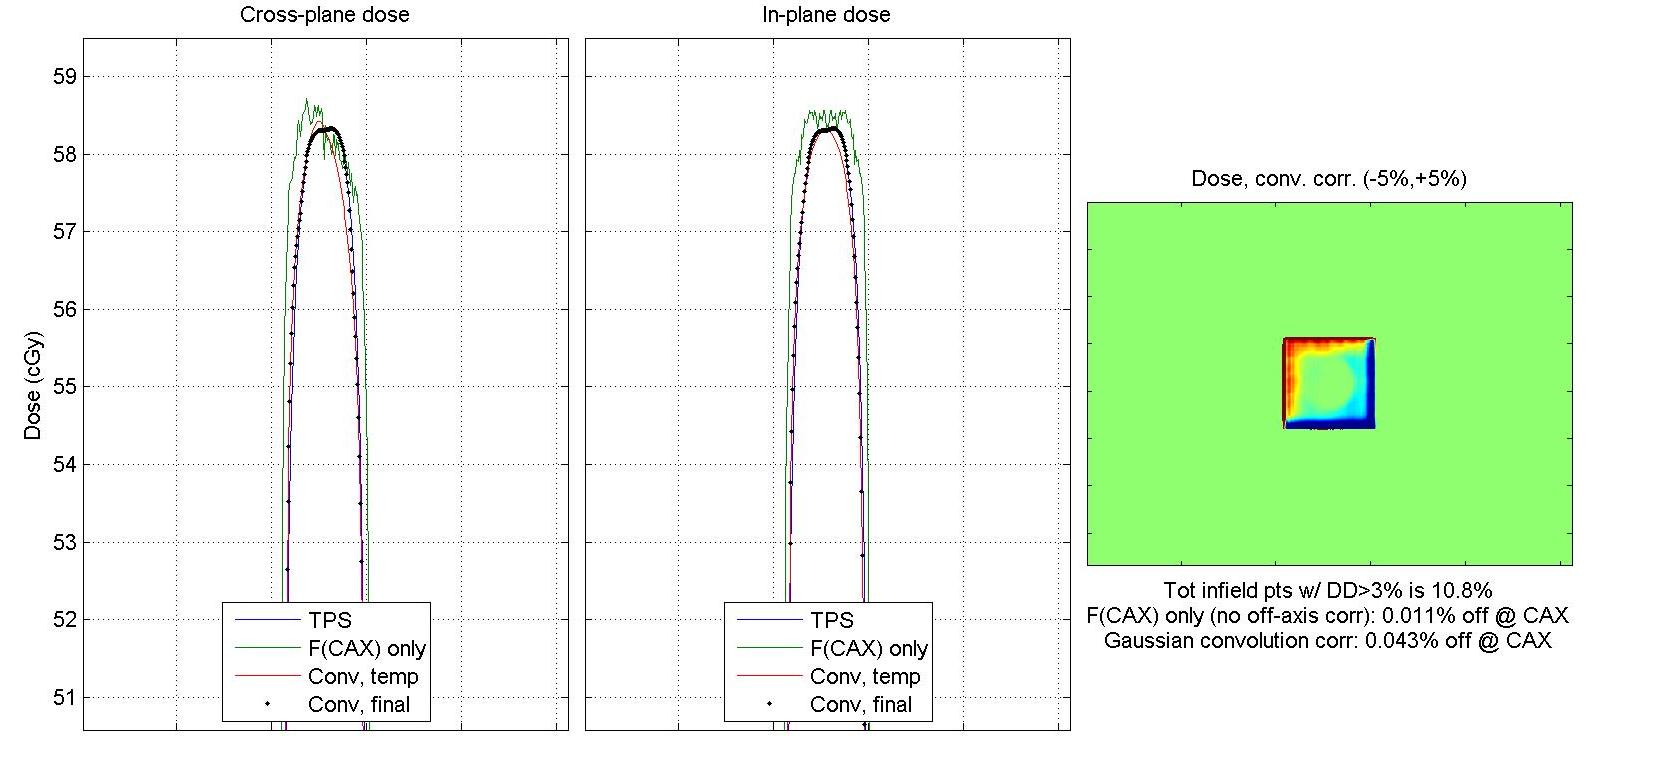 Cross-plane dose
In-plane dose
Dose (cGy)
59
58
57
56
55
54
53
52
51
TPS
F(CAX) only
Conv, temp
Conv, final
TPS
F(CAX) only
Conv, temp
Conv, final
Dose, conv. corr. (-5%,+5%)
Tot infield pts w/ DD>3% is 10.8%
F(CAX) only (no off-axis corr): 0.011% off @ CAX
Gaussian convolution corr: 0.043% off @ CAX